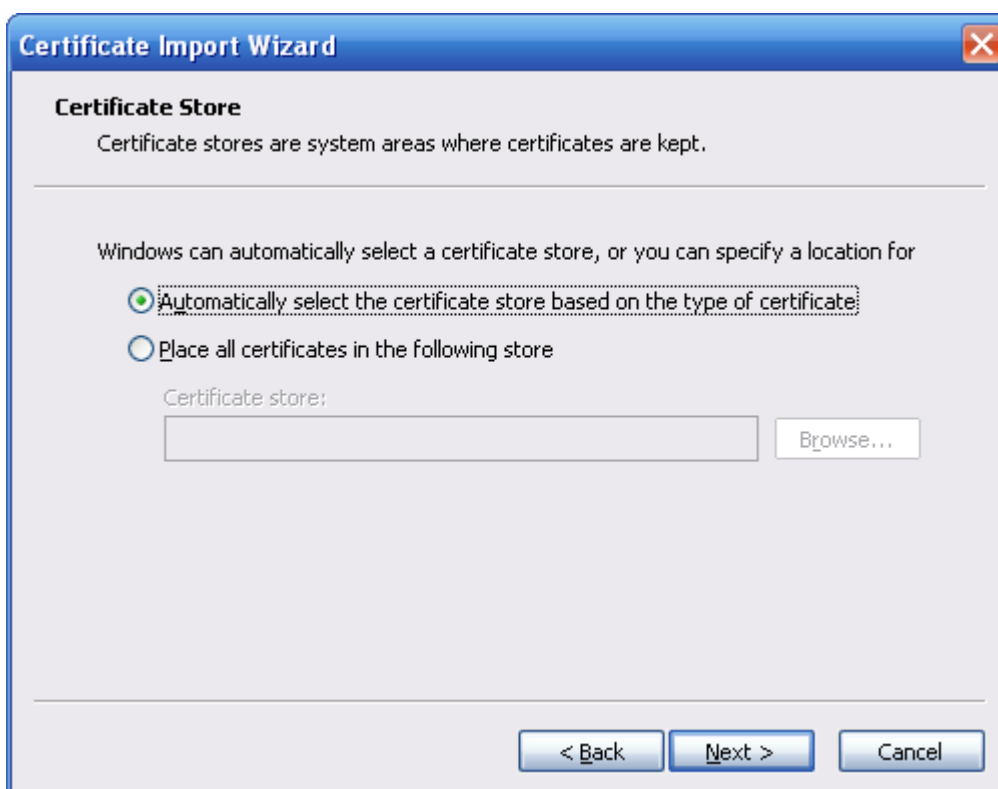 Certificate Import Wizard
Certificate Store
Certificate stores are system areas where certificates are kept.
Windows can automatically select a certificate store, or you can specify a location for
Automatically select the certificate store based on the type of certificate
Place all certificates in the following store
Certificate store:
Browse...
< Back Next > Cancel